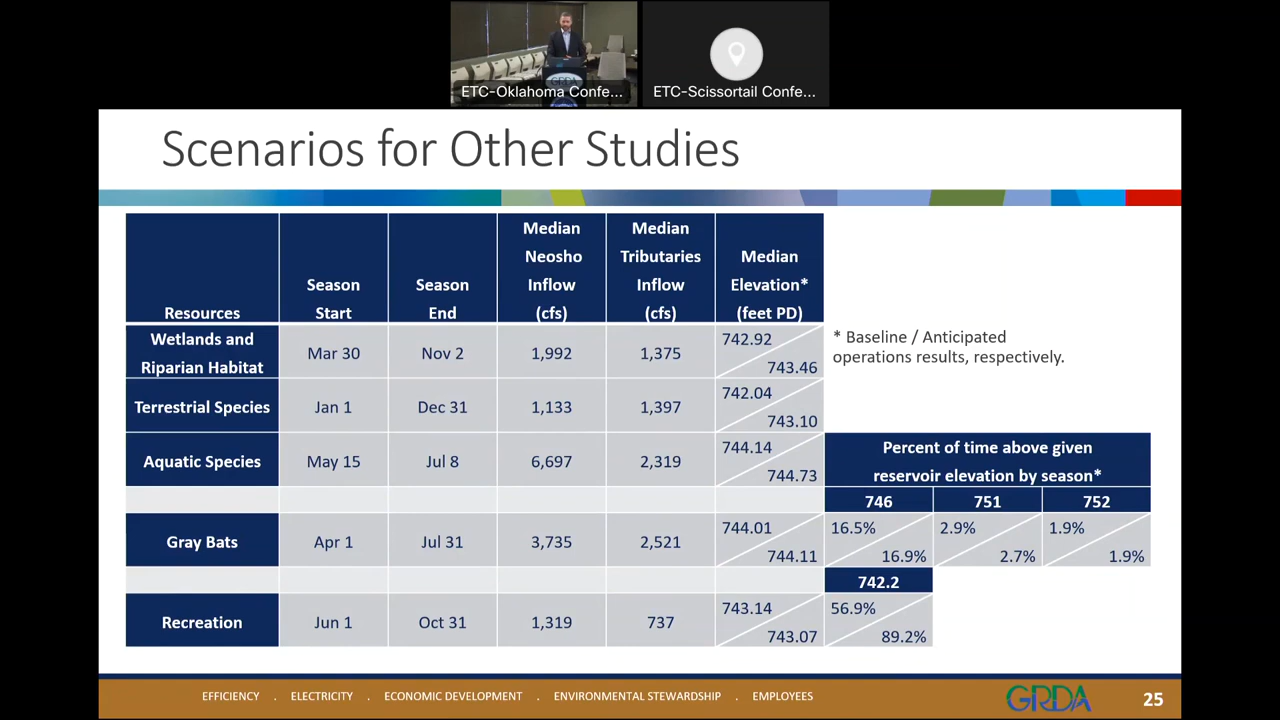 ETC-Oklahoma Confe...
ETC-Scissortail Confe...
Scenarios for Other Studies
Resources
Season
Start
Season
End
Median
Neosho
Inflow
(cfs)
Median
Tributaries
Inflow
(cfs)
Median
Elevation*
(feet PD)
* Baseline / Anticipated
operations results, respectively.
Wetlands and
Riparian Habitat
Mar 30
Nov 2
1,992
1,375
742.92
743.46
Terrestrial Species
Jan 1
Dec 31
1,133
1,397
742.04
743.10
Aquatic Species
May 15
Jul 8
6,697
2,319
744.14
744.73
Percent of time above given
reservoir elevation by season*
746
751
752
Gray Bats
Apr 1
Jul 31
3,735
2,521
744.01
744.11
16.5%
16.9%
2.9%
2.7%
1.9%
1.9%
742.2
Recreation
Jun 1
Oct 31
1,319
737
743.14
743.07
56.9%
89.2%
EFFICIENCY . ELECTRICITY . ECONOMIC DEVELOPMENT . ENVIRONMENTAL STEWARDSHIP . EMPLOYEES
GRDA
25